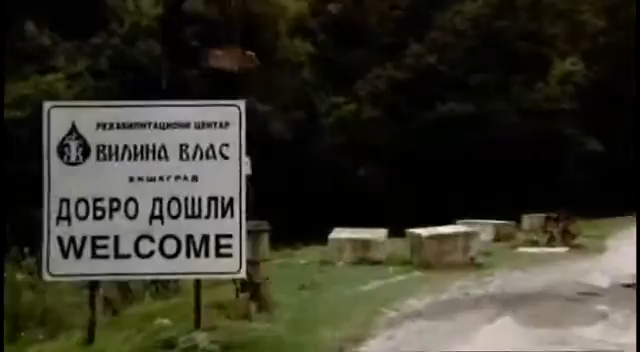 РЕХАБИЛИТАЦИОНИ ЦЕНТАР
ВИЛИНА ВЛАС
ВИШЕГРАД
ДОБРО ДОШЛИ
WELCOME